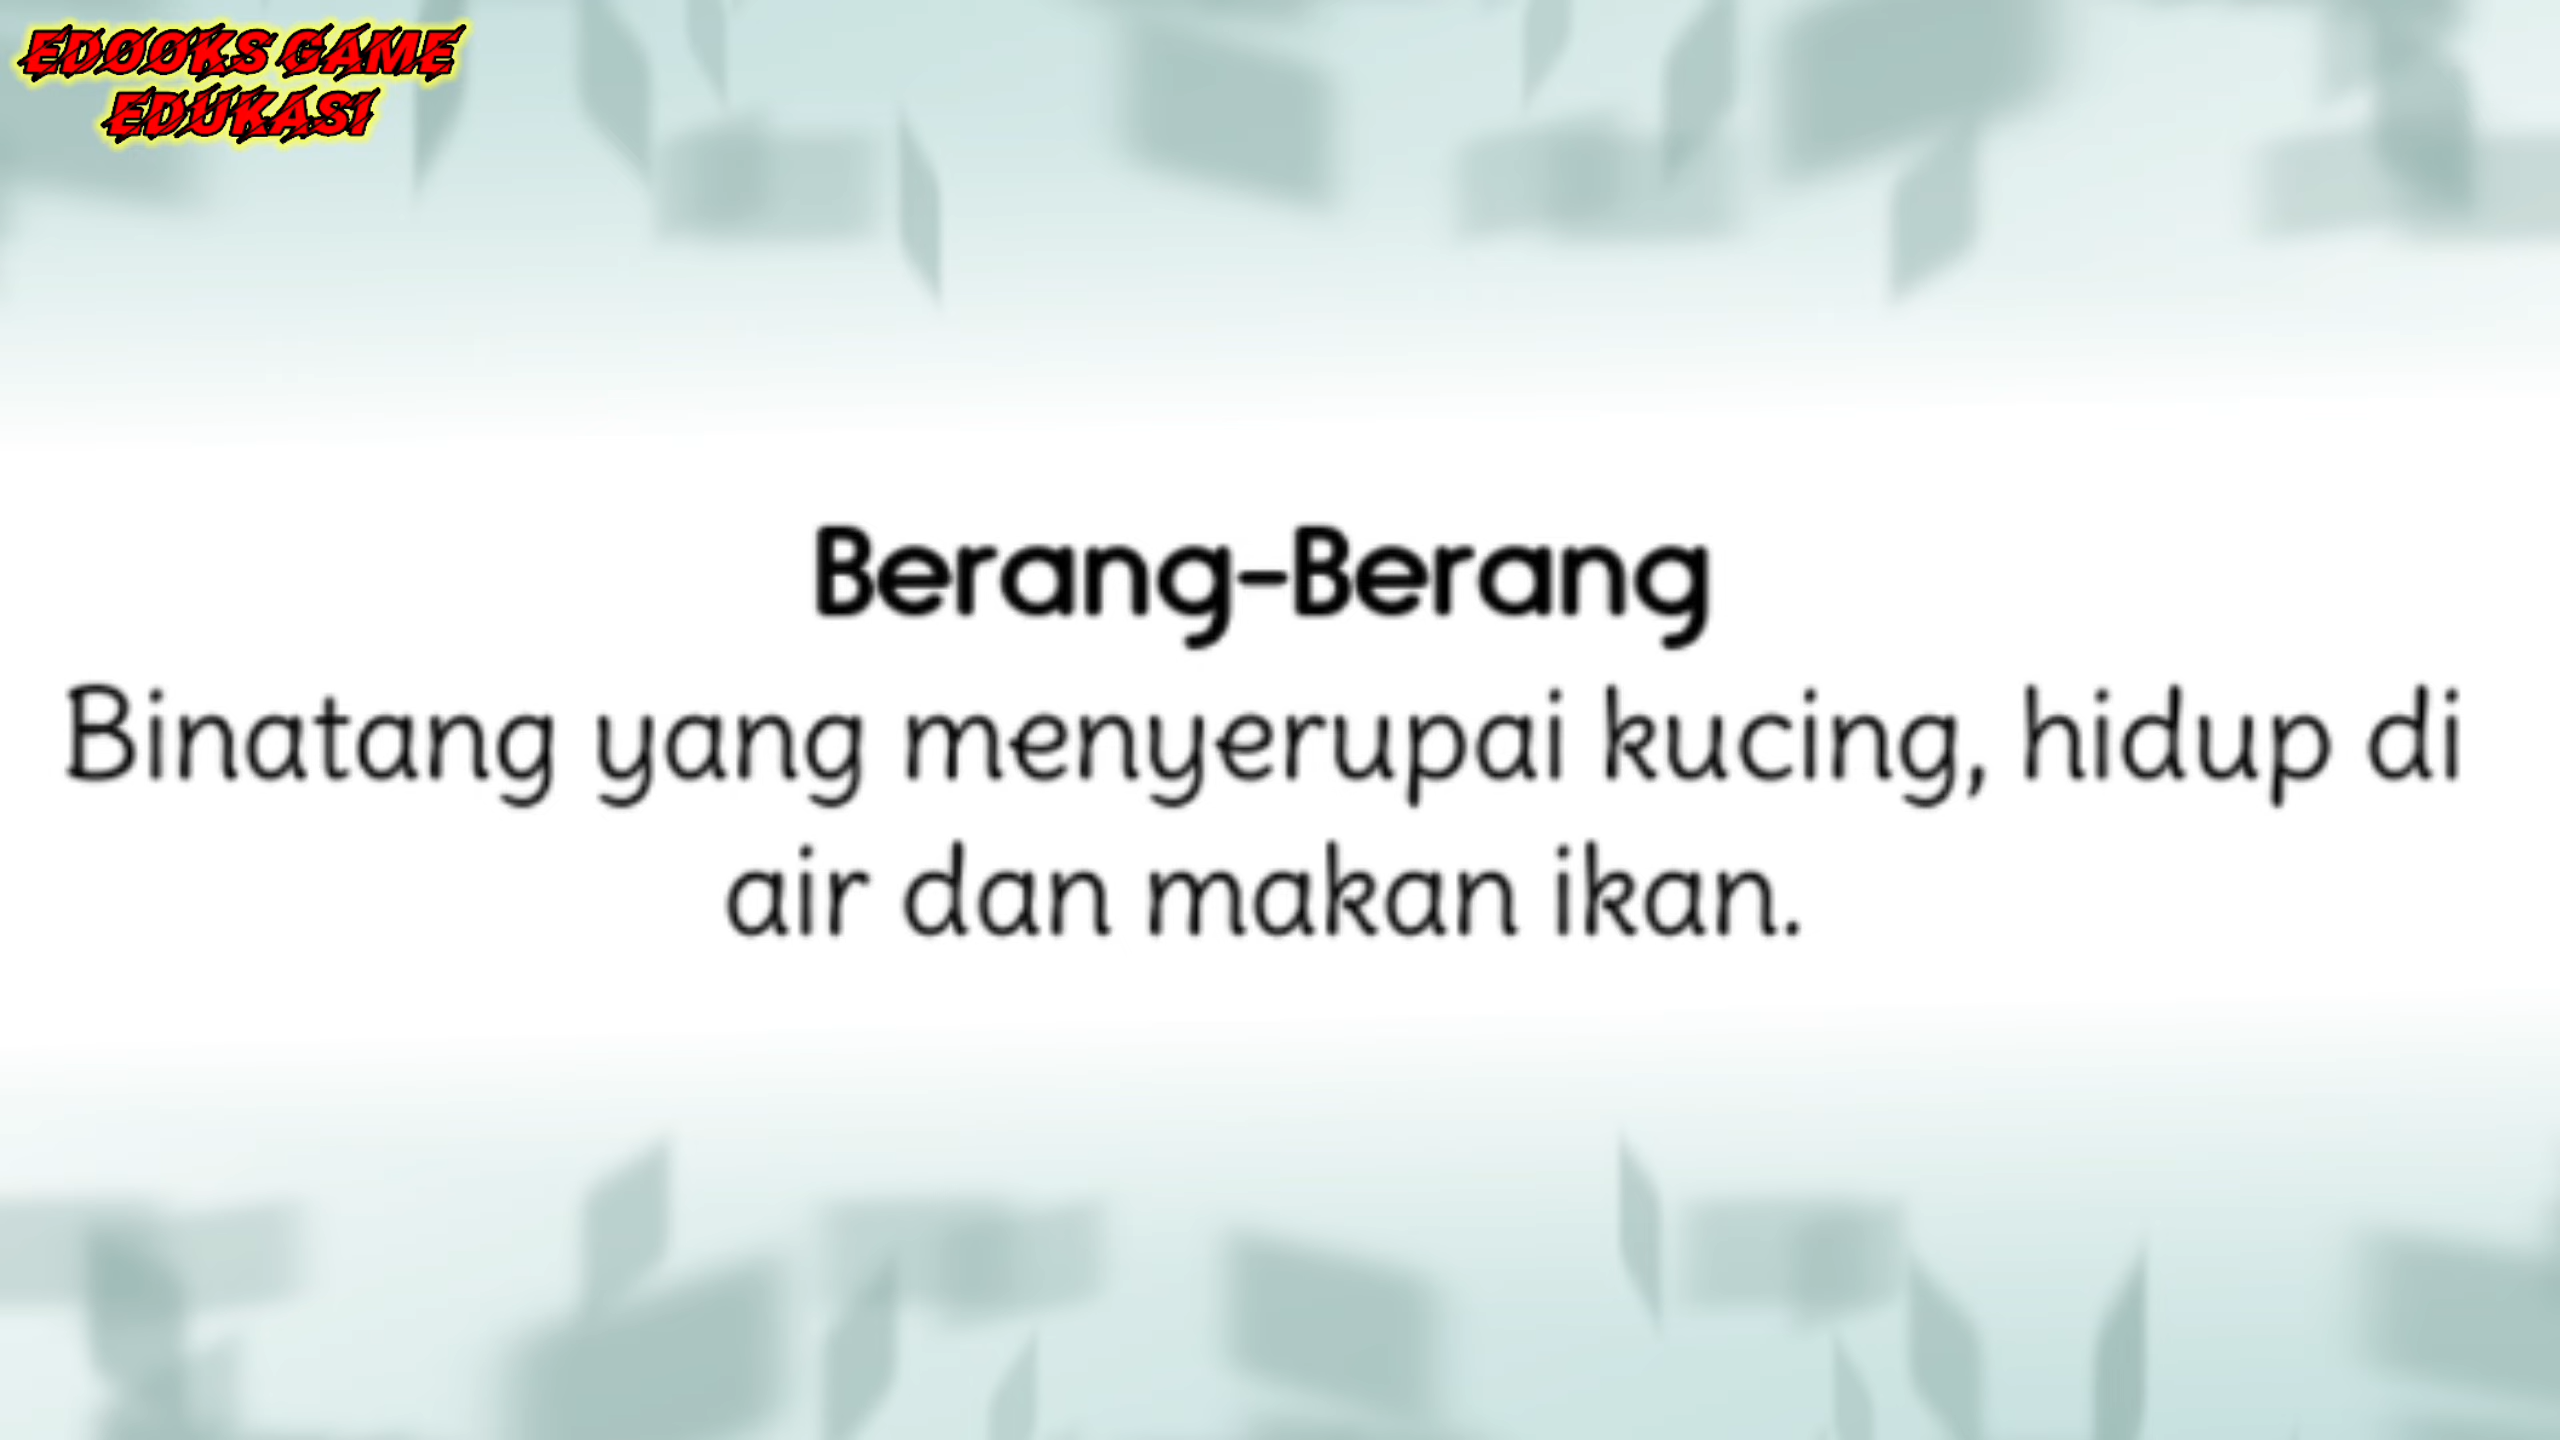 EDOOKS GAME
EDUKASI
Berang-Berang
Binatang yang menyerupai kucing, hidup di
air dan makan ikan.